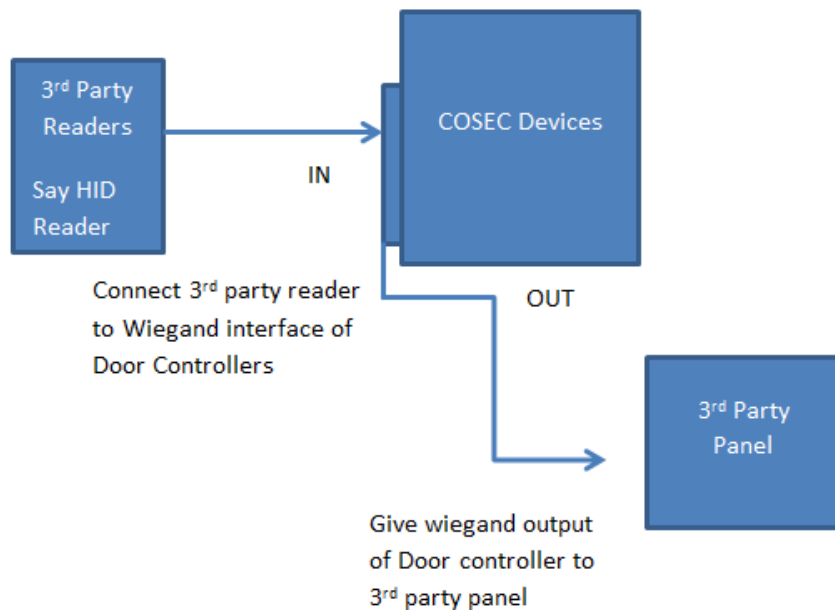 3rd Party
Readers
Say HID
Reader
IN
COSEC Devices
Connect 3rd party reader
to Wiegand interface of
Door Controllers
OUT
3rd Party
Panel
Give wiegand output
of Door controller to
3rd party panel